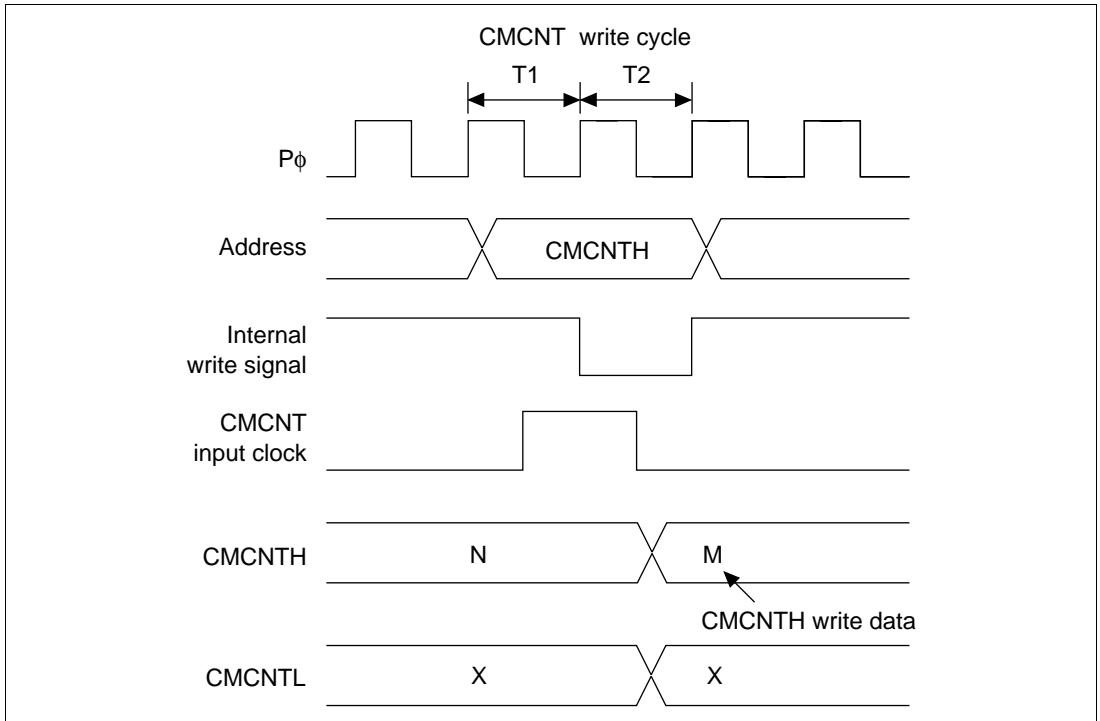 CMCNT write cycle
T1 T2
Pϕ
Address CMCNTH
Internal
write signal
CMCNT
input clock
CMCNTH N M
CMCNTH write data
CMCNTL X X